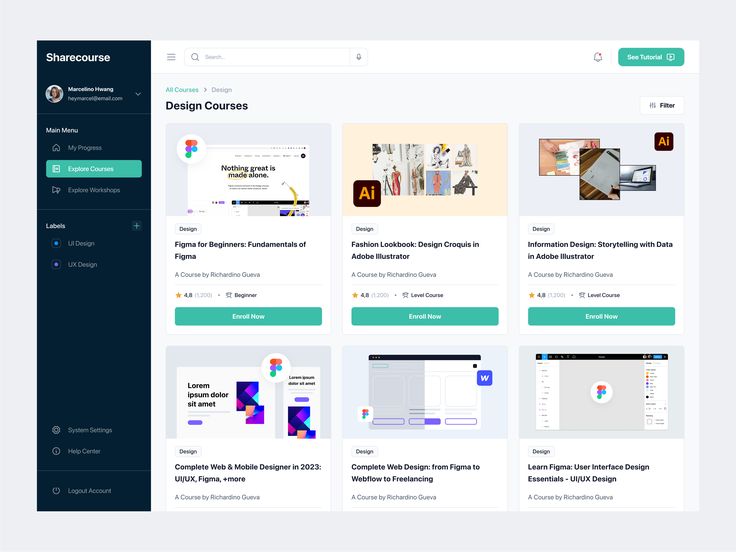 Sharecourse
Marcelino Hwang
heymarcel@email.com
Main Menu
My Progress
Explore Courses
Explore Workshops
Labels
UI Design
UX Design
System Settings
Help Center
Logout Account
Search...
See Tutorial
All Courses > Design
Design Courses
Filter
Nothing great is
made alone.
Design
Figma for Beginners: Fundamentals of
Figma
A Course by Richardino Gueva
4,8 (1,200) • Beginner
Enroll Now
Ai
Design
Fashion Lookbook: Design Croquis in
Adobe Illustrator
A Course by Richardino Gueva
4,8 (1,200) • Level Course
Enroll Now
Ai
Design
Information Design: Storytelling with Data
in Adobe Illustrator
A Course by Richardino Gueva
4,8 (1,200) • Level Course
Enroll Now
Lorem
ipsum dolor
sit amet
Lorem ipsum
dolor sit amet
Design
Complete Web & Mobile Designer in 2023:
UI/UX, Figma, +more
A Course by Richardino Gueva
W
Design
Complete Web Design: from Figma to
Webflow to Freelancing
A Course by Richardino Gueva
Design
Learn Figma: User Interface Design
Essentials - UI/UX Design
A Course by Richardino Gueva